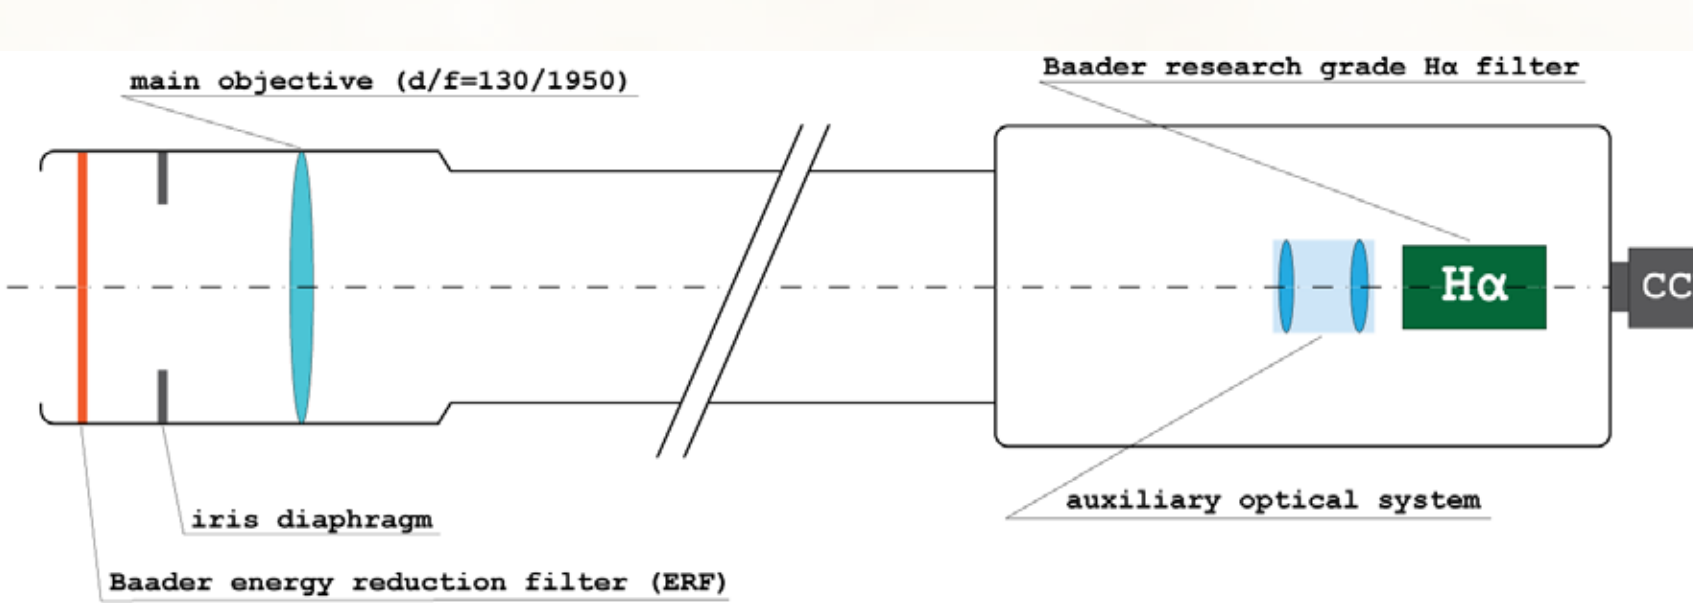 main objective (d/f=130/1950)
Baader research grade Hα filter
Hα
CC
auxiliary optical system
iris diaphragm
Baader energy reduction filter (ERF)